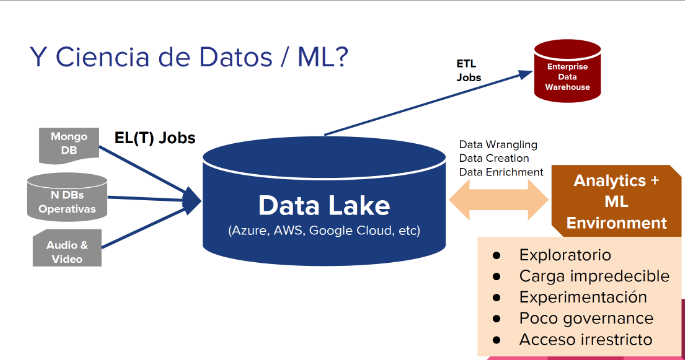 Y Ciencia de Datos / ML?
ETL
Jobs
Enterprise
Data
Warehouse
Mongo
DB
EL(T) Jobs
N DBs
Operativas
Audio &
Video
Data Lake
(Azure, AWS, Google Cloud, etc)
Data Wrangling
Data Creation
Data Enrichment
Analytics +
ML
Environment
● Exploratorio
● Carga impredecible
● Experimentación
● Poco governance
● Acceso irrestricto